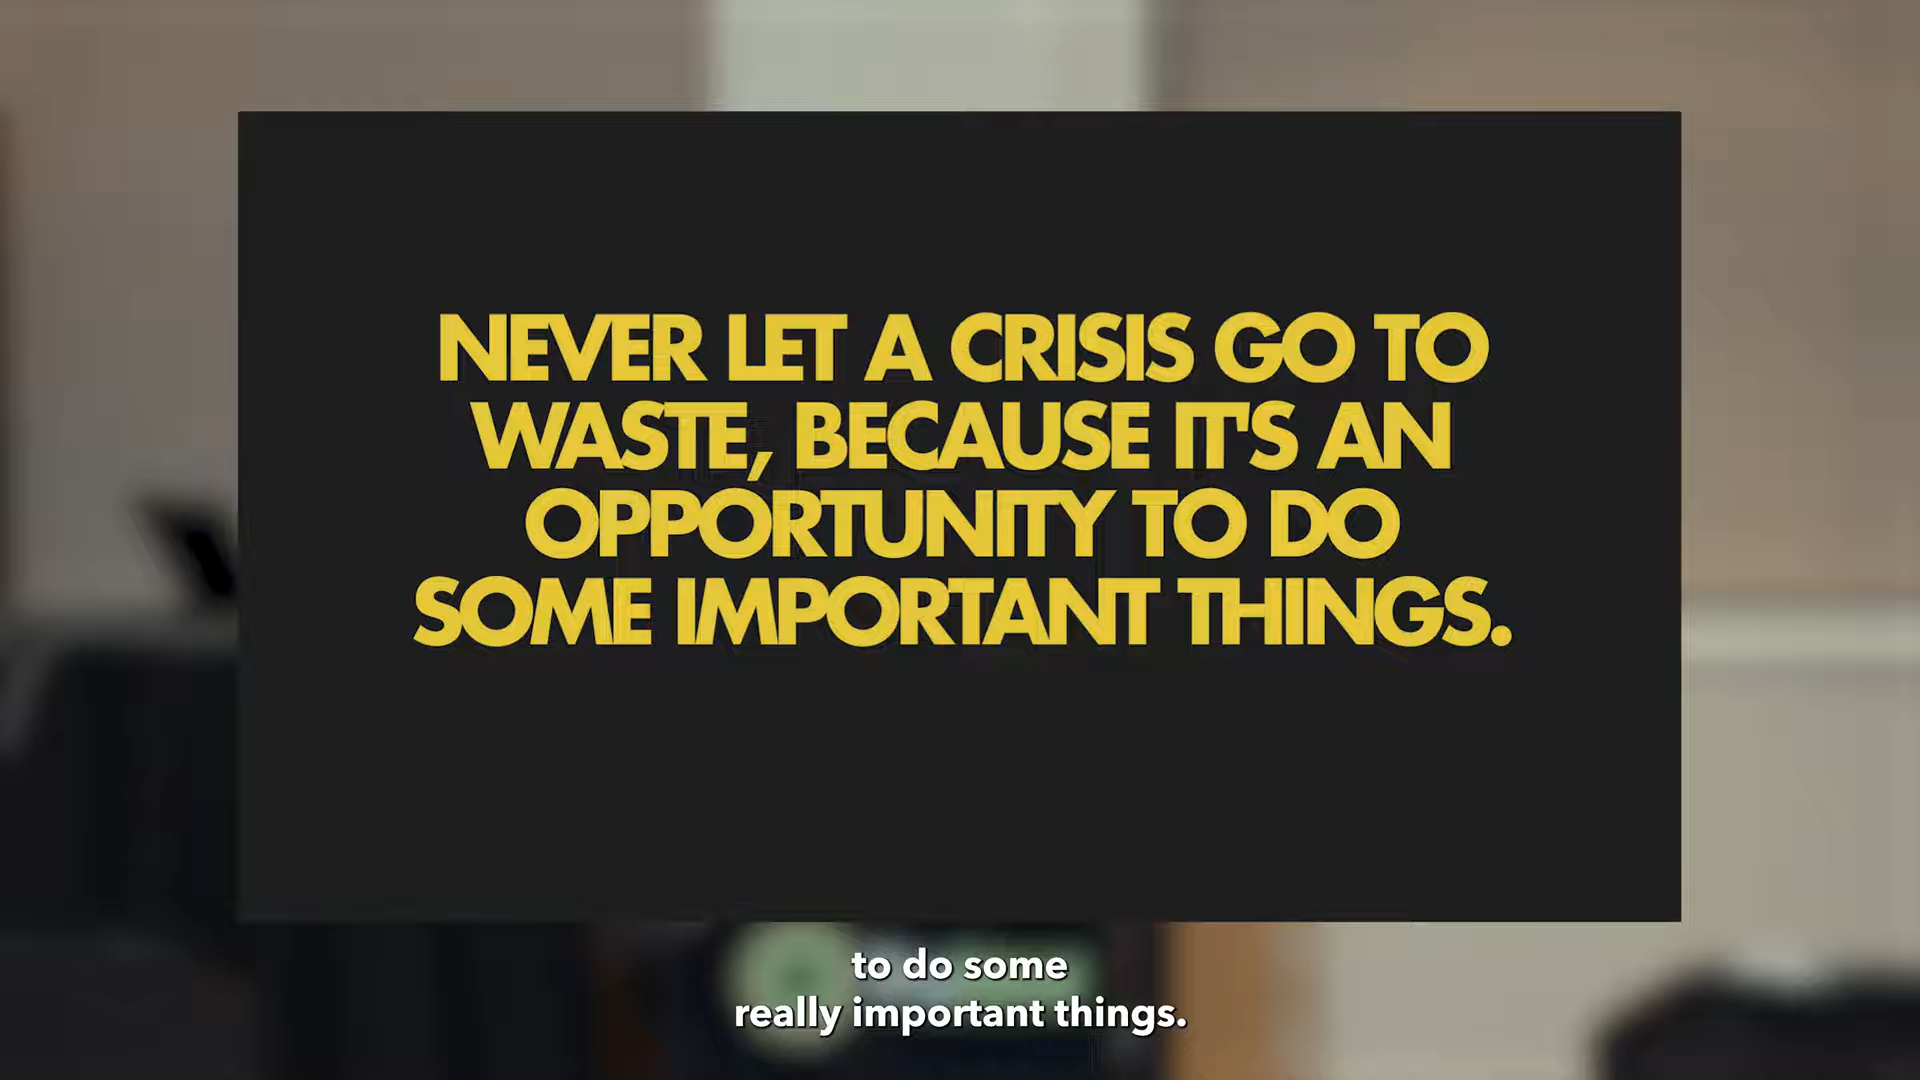 NEVER LET A CRISIS GO TO
WASTE, BECAUSE IT'S AN
OPPORTUNITY TO DO
SOME IMPORTANT THINGS.
to do some
really important things.